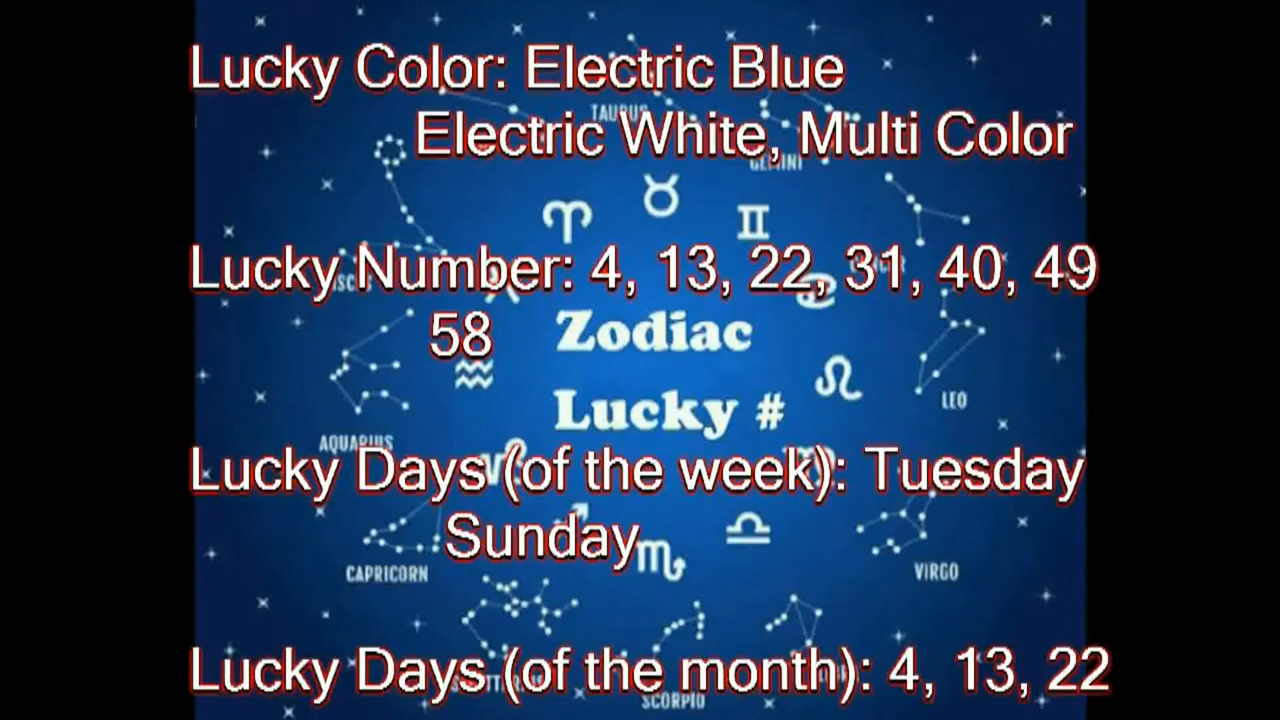 Lucky Color: Electric Blue
TAURUS
Electric White, Multi Color
GEMINI
Lucky Number: 4, 13, 22, 31, 40, 49
58
Zodiac
Lucky #
LEO
AQUARIUS
Lucky Days (of the week): Tuesday
Sunday
CAPRICORN
VIRGO
Lucky Days (of the month): 4, 13, 22
SCORPIO